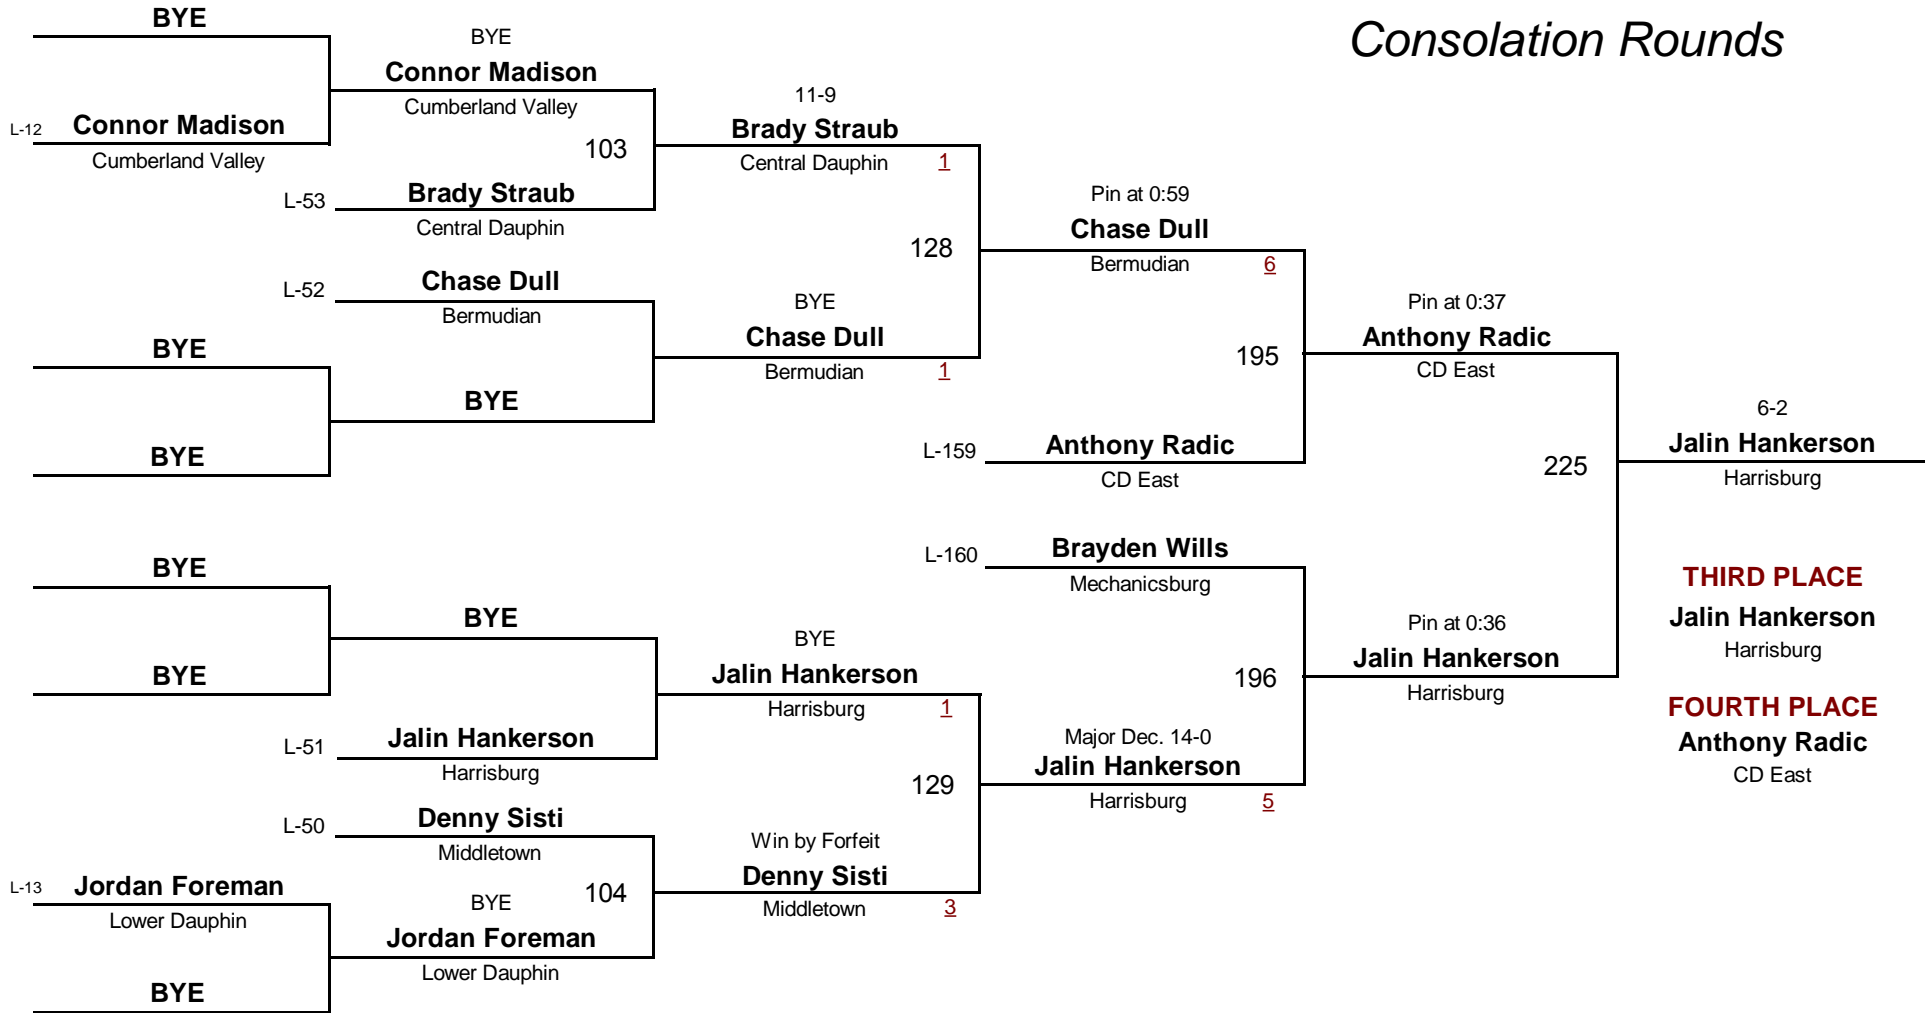 Consolation Rounds
BYE
L-12 Connor Madison
Cumberland Valley
BYE
BYE
BYE
BYE
L-13 Jordan Foreman
Lower Dauphin
BYE
BYE
Connor Madison
Cumberland Valley
103
L-53 Brady Straub
Central Dauphin
L-52 Chase Dull
Bermudian
BYE
BYE
L-51 Jalin Hankerson
Harrisburg
L-50 Denny Sisti
Middletown
104
BYE
Jordan Foreman
Lower Dauphin
11-9
Brady Straub
Central Dauphin 1
128
BYE
Chase Dull
Bermudian 1
BYE
Jalin Hankerson
Harrisburg 1
129
Win by Forfeit
Denny Sisti
Middletown 3
Pin at 0:59
Chase Dull
Bermudian 6
195
L-159 Anthony Radic
CD East
L-160 Brayden Wills
Mechanicsburg
196
Major Dec. 14-0
Jalin Hankerson
Harrisburg 5
Pin at 0:37
Anthony Radic
CD East
225
Pin at 0:36
Jalin Hankerson
Harrisburg
6-2
Jalin Hankerson
Harrisburg
THIRD PLACE
Jalin Hankerson
Harrisburg
FOURTH PLACE
Anthony Radic
CD East